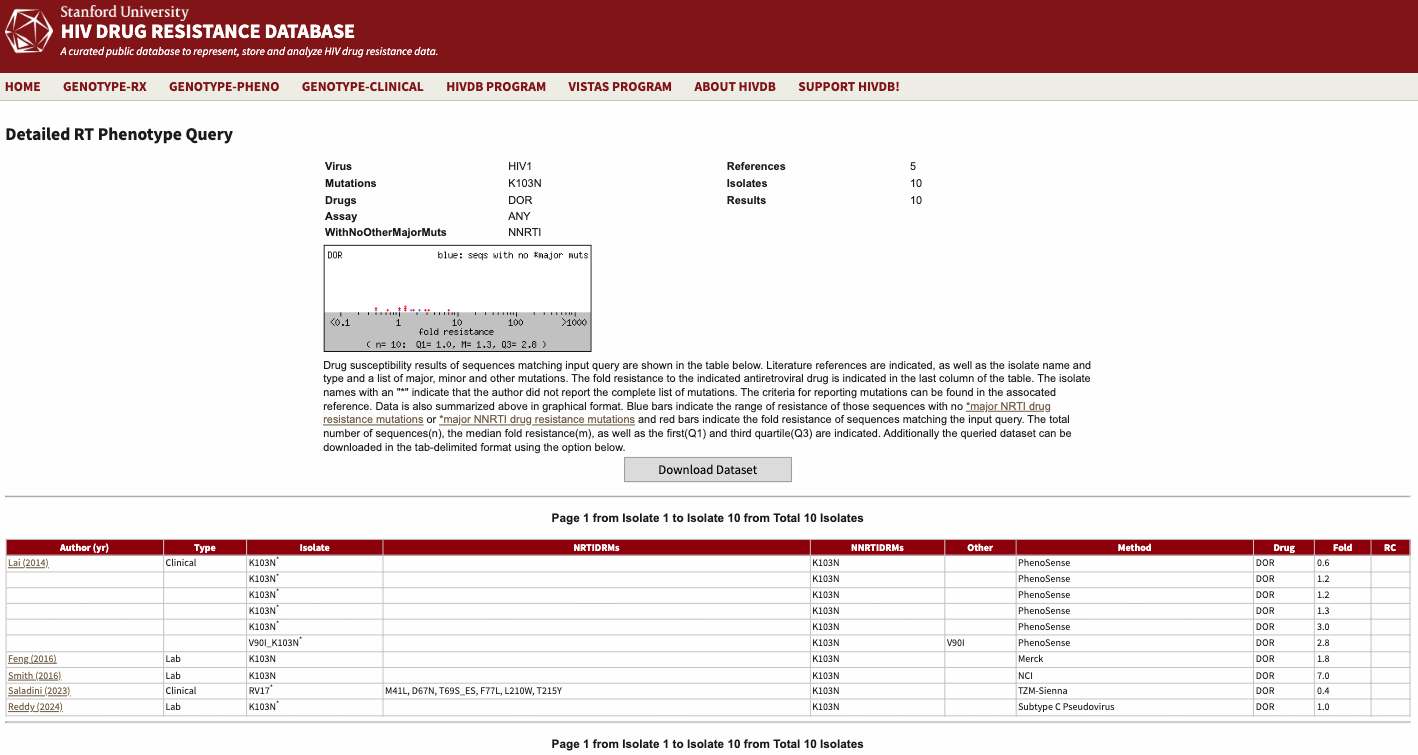 Stanford University
HIV DRUG RESISTANCE DATABASE
A curated public database to represent, store and analyze HIV drug resistance data.
HOME GENOTYPE-RX GENOTYPE-PHENO GENOTYPE-CLINICAL HIVDB PROGRAM VISTAS PROGRAM ABOUT HIVDB SUPPORT HIVDB!
Detailed RT Phenotype Query
Virus HIV1 References 5
Mutations K103N Isolates 10
Drugs DOR Results 10
Assay ANY
WithNoOtherMajorMuts NNRTI
DOR blue: seqs with no *major muts
<0.1 1 10 100 >1000
fold resistance
( n= 10: Q1= 1.0, M= 1.3, Q3= 2.8 )
Drug susceptibility results of sequences matching input query are shown in the table below. Literature references are indicated, as well as the isolate name and
type and a list of major, minor and other mutations. The fold resistance to the indicated antiretroviral drug is indicated in the last column of the table. The isolate
names with an "*" indicate that the author did not report the complete list of mutations. The criteria for reporting mutations can be found in the assocated
reference. Data is also summarized above in graphical format. Blue bars indicate the range of resistance of those sequences with no *major NRTI drug
resistance mutations or *major NNRTI drug resistance mutations and red bars indicate the fold resistance of sequences matching the input query. The total
number of sequences(n), the median fold resistance(m), as well as the first(Q1) and third quartile(Q3) are indicated. Additionally the queried dataset can be
downloaded in the tab-delimited format using the option below.
Download Dataset
Page 1 from Isolate 1 to Isolate 10 from Total 10 Isolates
Author (yr) Type Isolate NRTIDRMs NNRTIDRMs Other Method Drug Fold RC
Lai (2014) Clinical K103N* K103N PhenoSense DOR 0.6
K103N* K103N PhenoSense DOR 1.2
K103N* K103N PhenoSense DOR 1.2
K103N* K103N PhenoSense DOR 1.3
K103N* K103N PhenoSense DOR 3.0
V90I_K103N* K103N V90I PhenoSense DOR 2.8
Feng (2016) Lab K103N K103N Merck DOR 1.8
Smith (2016) Lab K103N K103N NCI DOR 7.0
Saladini (2023) Clinical RV17* M41L, D67N, T69S_ES, F77L, L210W, T215Y K103N TZM-Sienna DOR 0.4
Reddy (2024) Lab K103N* K103N Subtype C Pseudovirus DOR 1.0
Page 1 from Isolate 1 to Isolate 10 from Total 10 Isolates